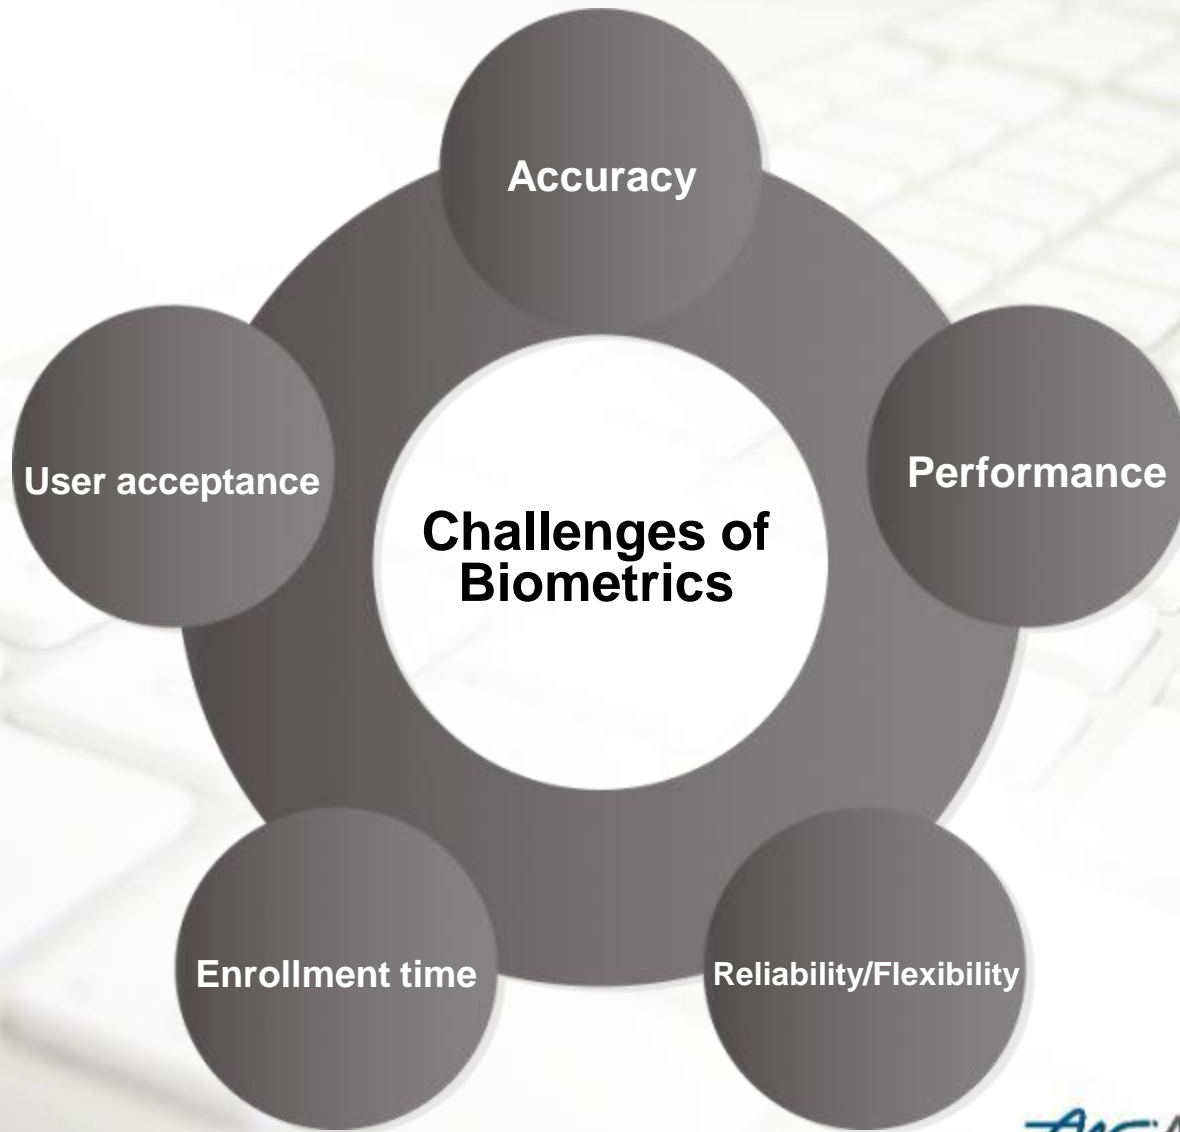 Accuracy
User acceptance
Performance
Challenges of
Biometrics
Enrollment time
Reliability/Flexibility